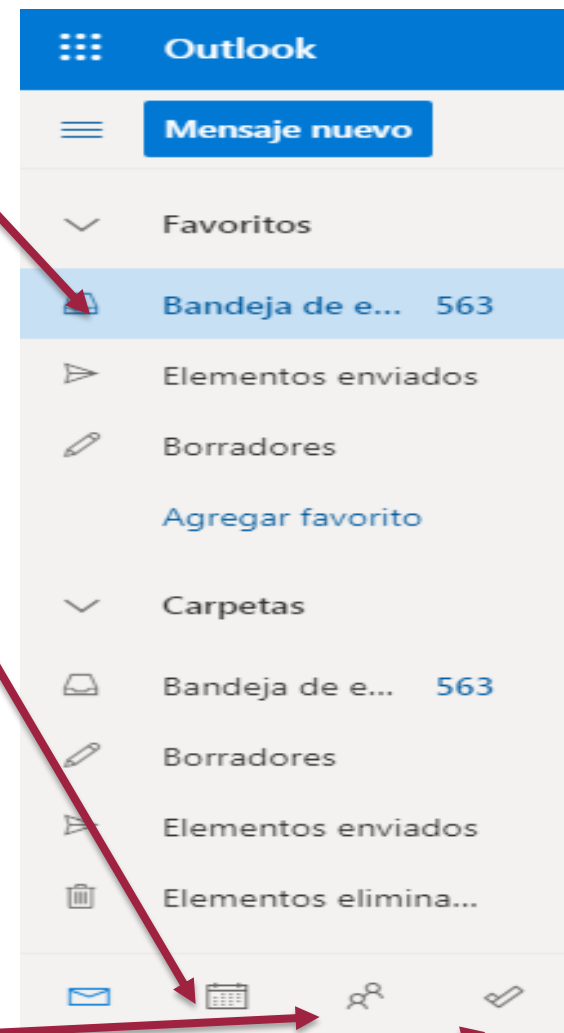 Outlook
Mensaje nuevo
Favoritos
Bandeja de e... 563
Elementos enviados
Borradores
Agregar favorito
Carpetas
Bandeja de e... 563
Borradores
Elementos enviados
Elementos elimina...